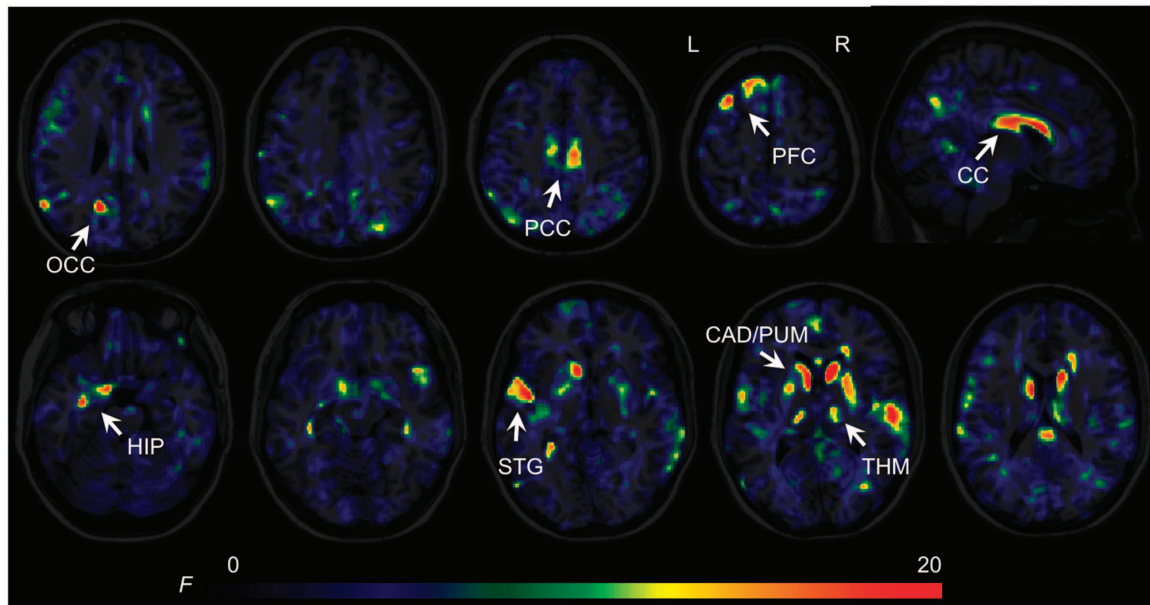 L R
PFC
CC
PCC
OCC
CAD/PUM
HIP
STG
THM
F 0 20